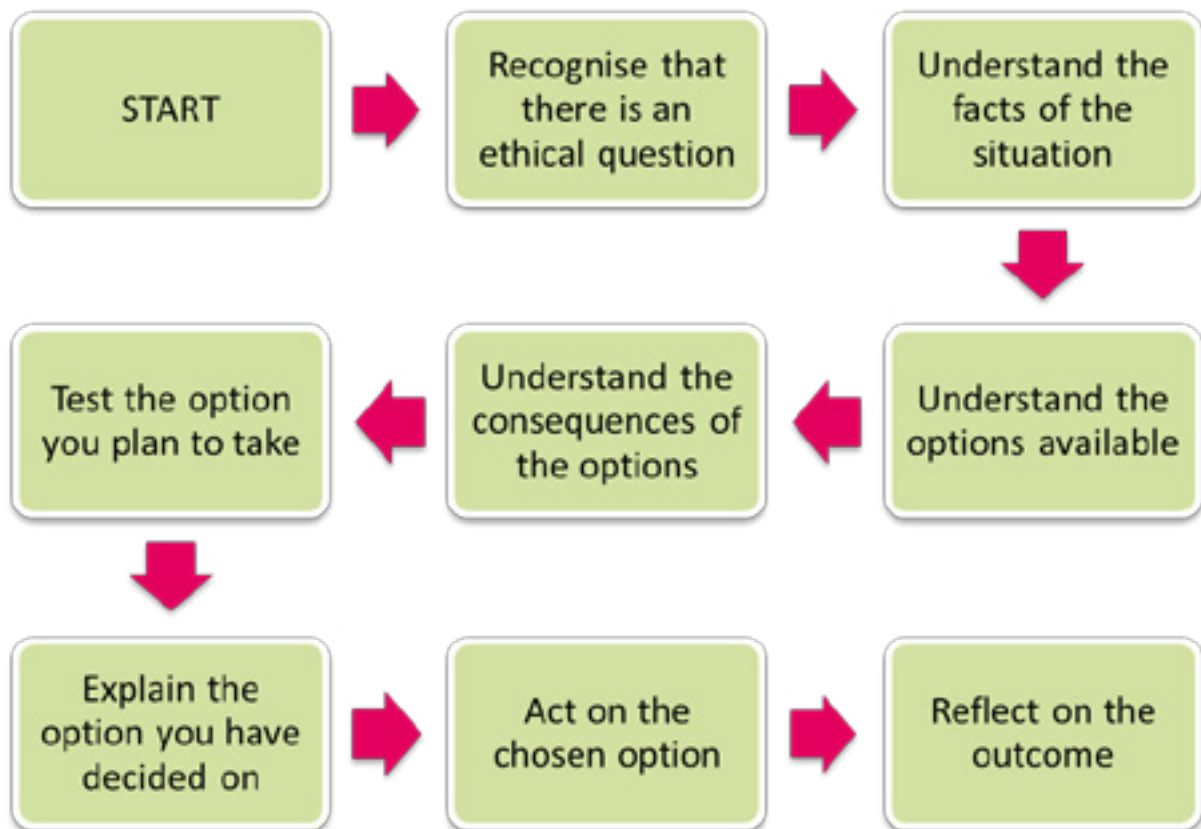 START
Recognise that
there is an
ethical question
Understand the
facts of the
situation
Understand the
options available
Understand the
consequences of
the options
Test the option
you plan to take
Explain the
option you have
decided on
Act on the
chosen option
Reflect on the
outcome